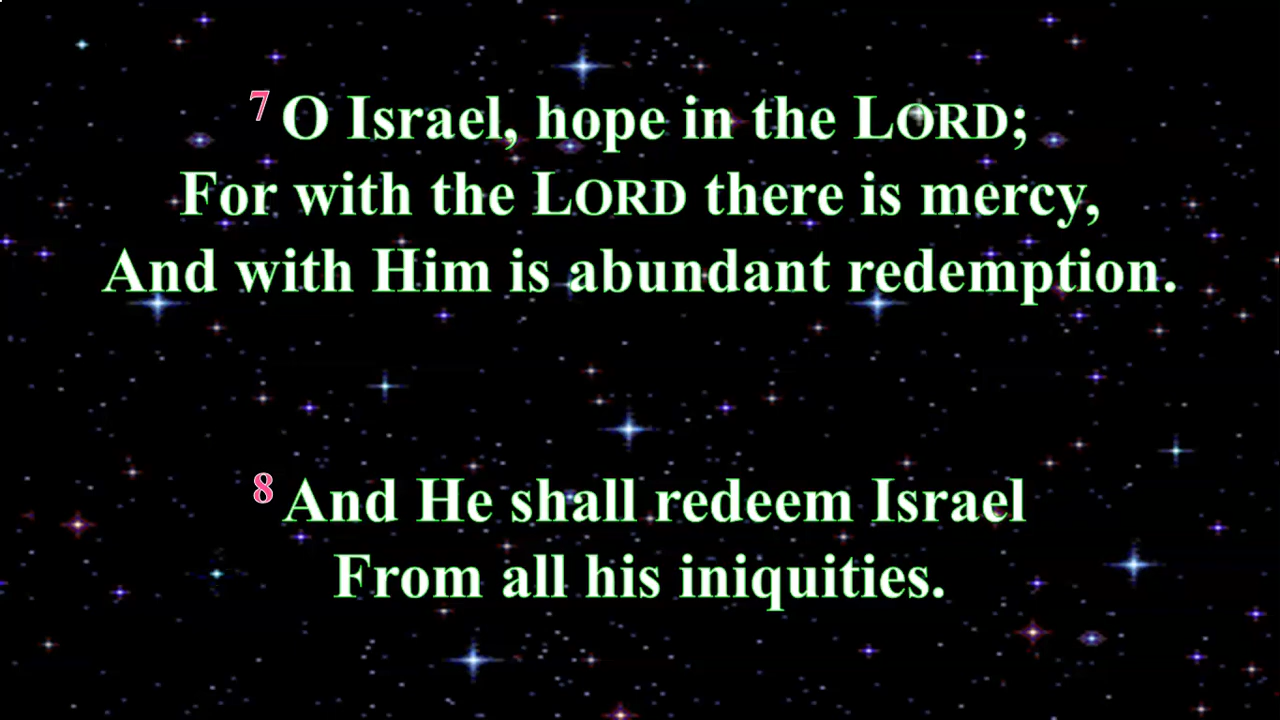 7 O Israel, hope in the LORD;
For with the LORD there is mercy,
And with Him is abundant redemption.
8 And He shall redeem Israel
From all his iniquities.